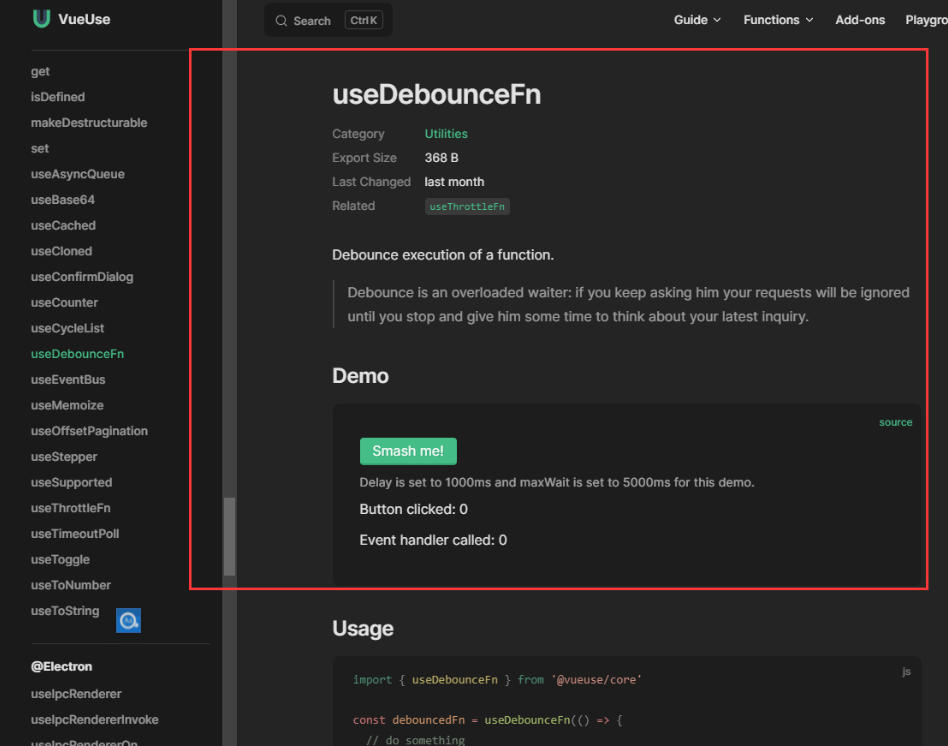 VueUse
Search Ctrl K
Guide Functions Add-ons Playgro
get
isDefined
makeDestructurable
set
useAsyncQueue
useBase64
useCached
useCloned
useConfirmDialog
useCounter
useCycleList
useDebounceFn
useEventBus
useMemoize
useOffsetPagination
useStepper
useSupported
useThrottleFn
useTimeoutPoll
useToggle
useToNumber
useToString
@Electron
useIpcRenderer
useIpcRendererInvoke
useIpcRendererOn
useDebounceFn
Category Utilities
Export Size 368 B
Last Changed last month
Related useThrottleFn
Debounce execution of a function.
Debounce is an overloaded waiter: if you keep asking him your requests will be ignored
until you stop and give him some time to think about your latest inquiry.
Demo
source
Smash me!
Delay is set to 1000ms and maxWait is set to 5000ms for this demo.
Button clicked: 0
Event handler called: 0
Usage
js
import { useDebounceFn } from '@vueuse/core'
const debouncedFn = useDebounceFn(() => {
// do something